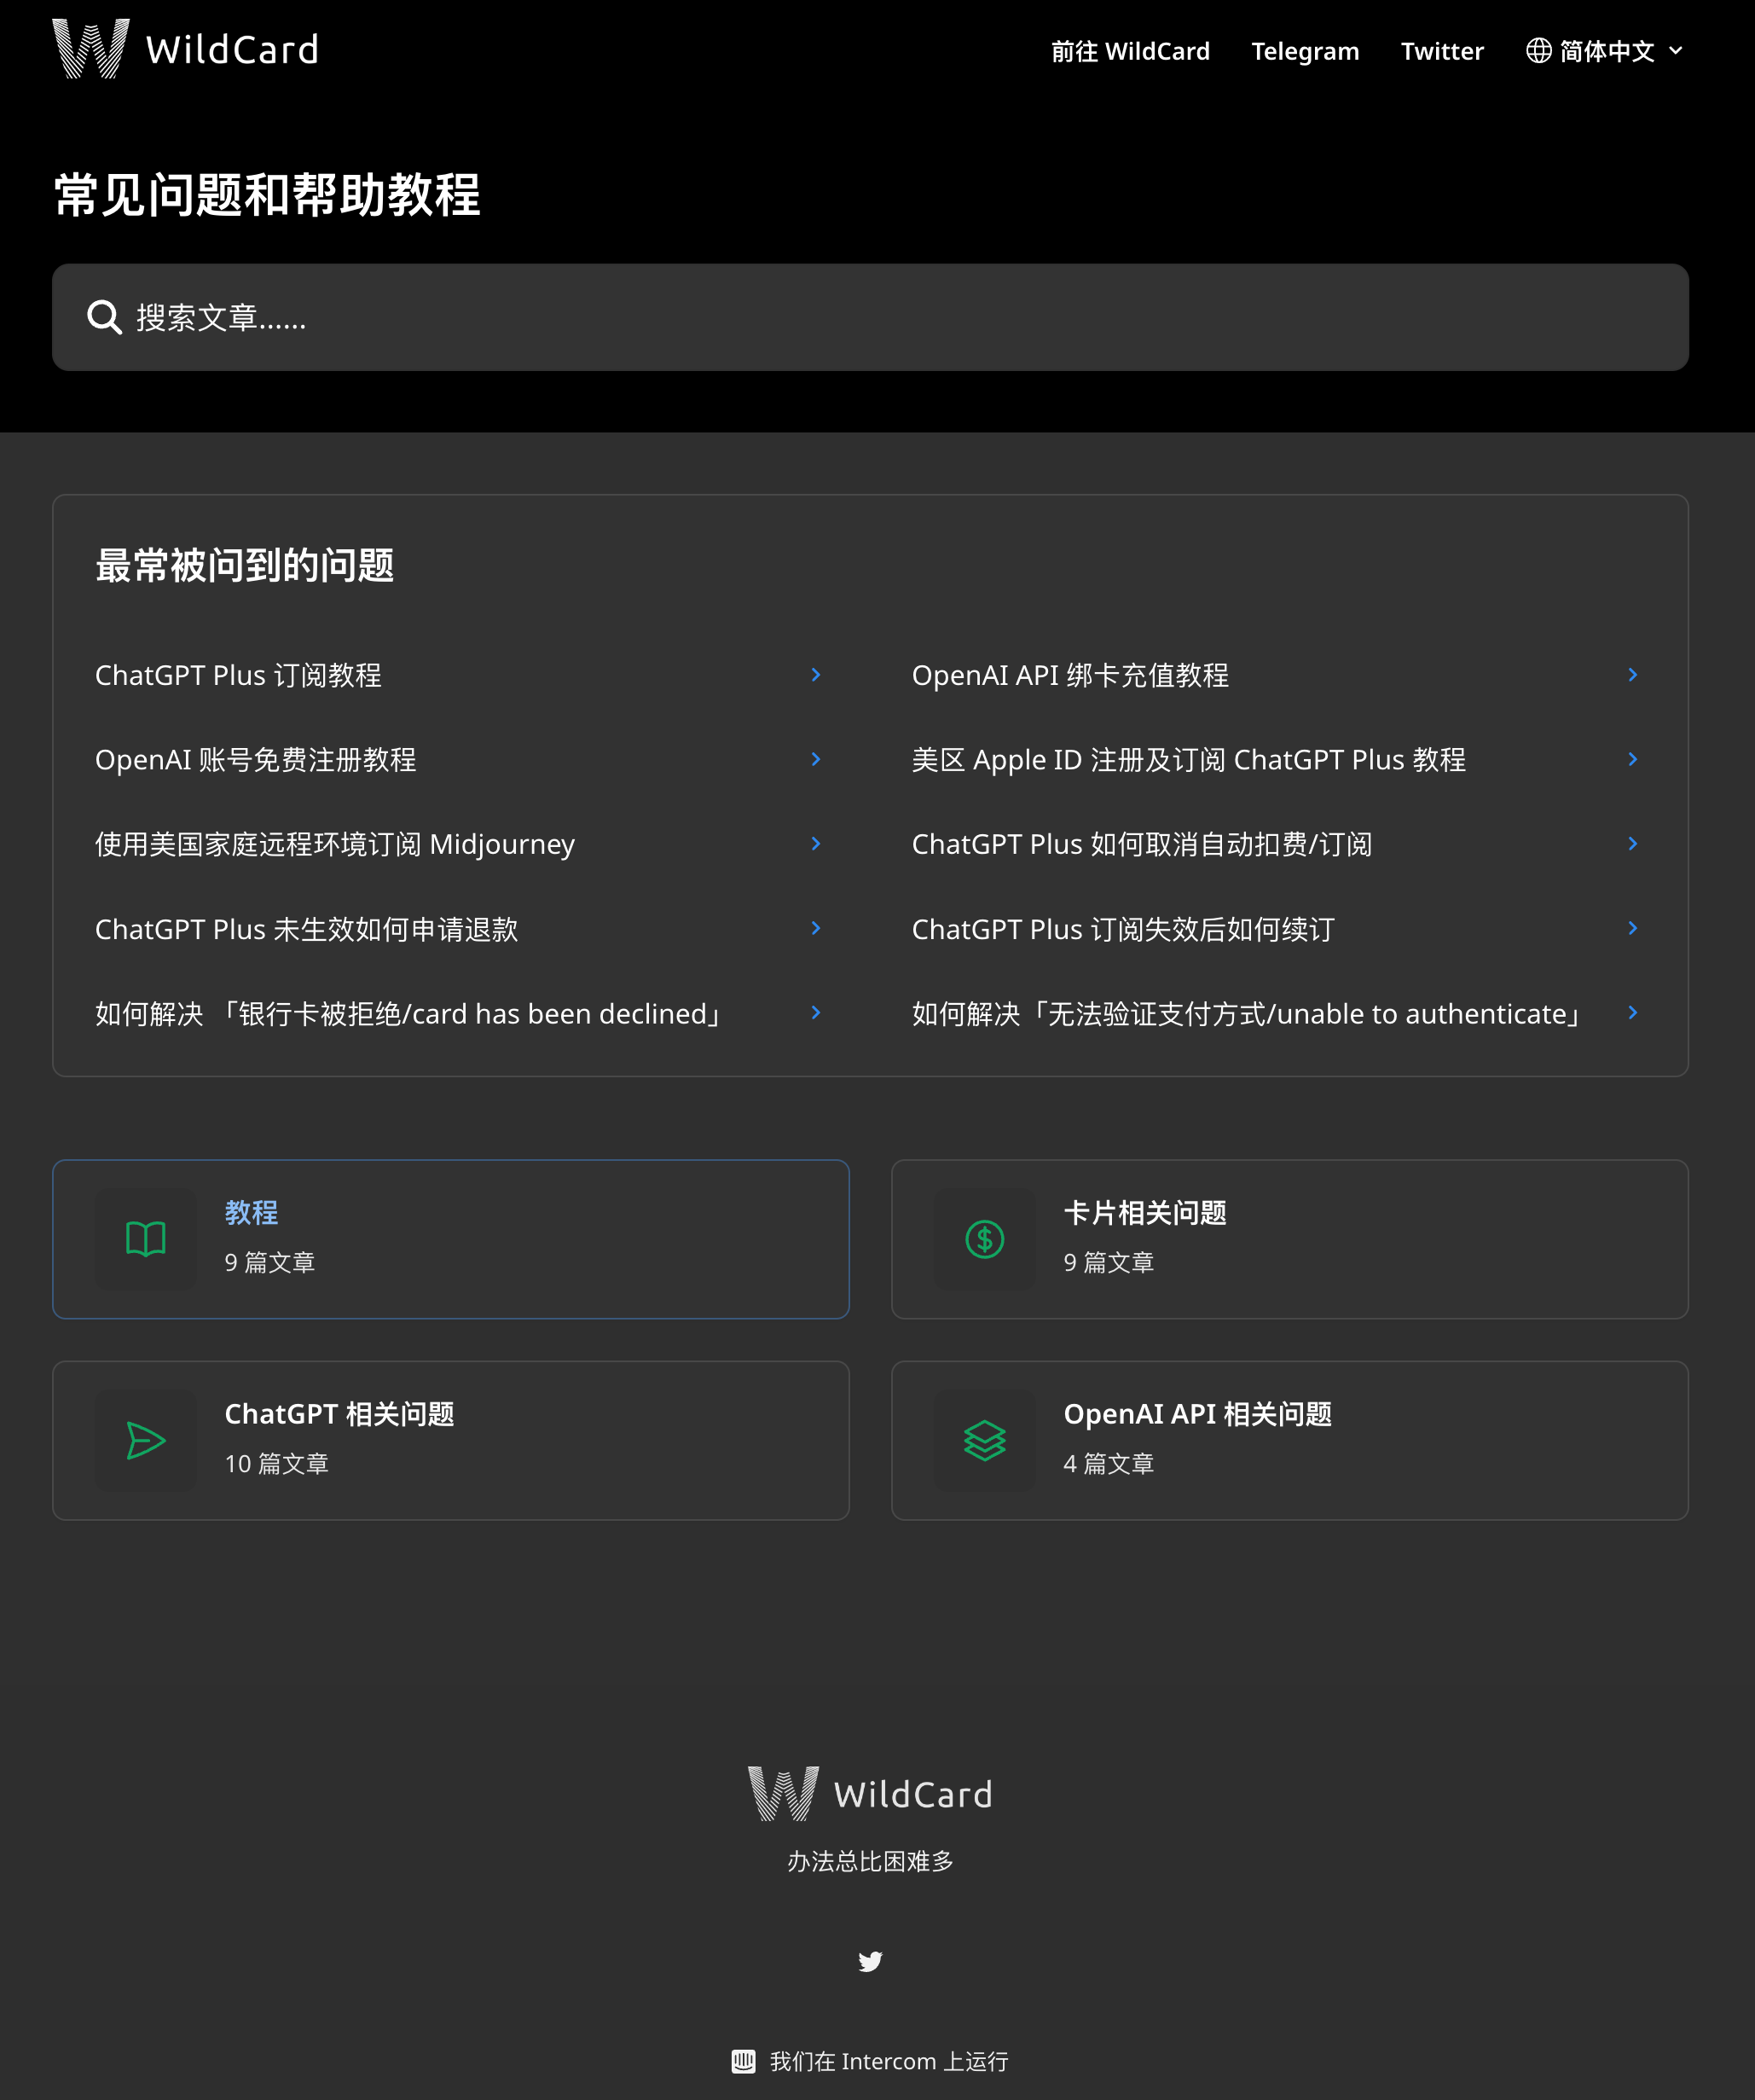 WildCard
前往 WildCard
Telegram
Twitter
简体中文
常见问题和帮助教程
搜索文章......
最常被问到的问题
ChatGPT Plus 订阅教程
OpenAI API 绑卡充值教程
OpenAI 账号免费注册教程
美区 Apple ID 注册及订阅 ChatGPT Plus 教程
使用美国家庭远程环境订阅 Midjourney
ChatGPT Plus 如何取消自动扣费/订阅
ChatGPT Plus 未生效如何申请退款
ChatGPT Plus 订阅失效后如何续订
如何解决 「银行卡被拒绝/card has been declined」
如何解决「无法验证支付方式/unable to authenticate」
教程
9 篇文章
卡片相关问题
9 篇文章
ChatGPT 相关问题
10 篇文章
OpenAI API 相关问题
4 篇文章
WildCard
办法总比困难多
我们在 Intercom 上运行